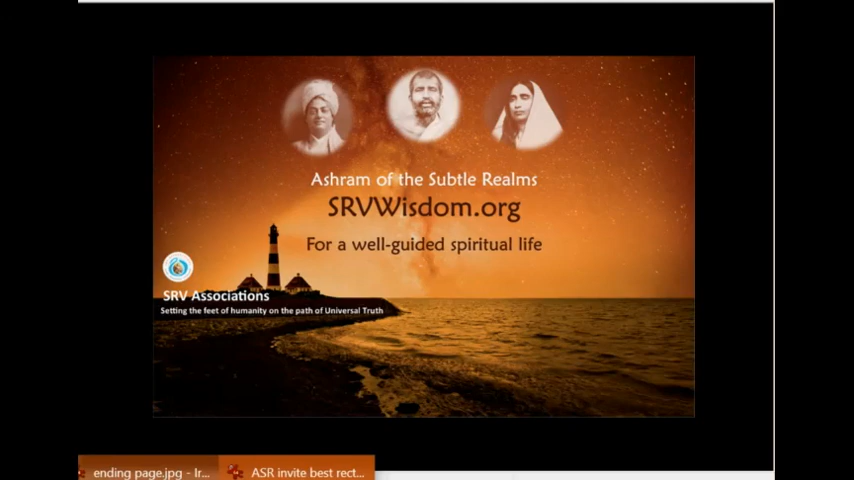 Ashram of the Subtle Realms
SRVWisdom.org
For a well-guided spiritual life
SRV Associations
Setting the feet of humanity on the path of Universal Truth
ending page.jpg - Ir...
ASR invite best rect...